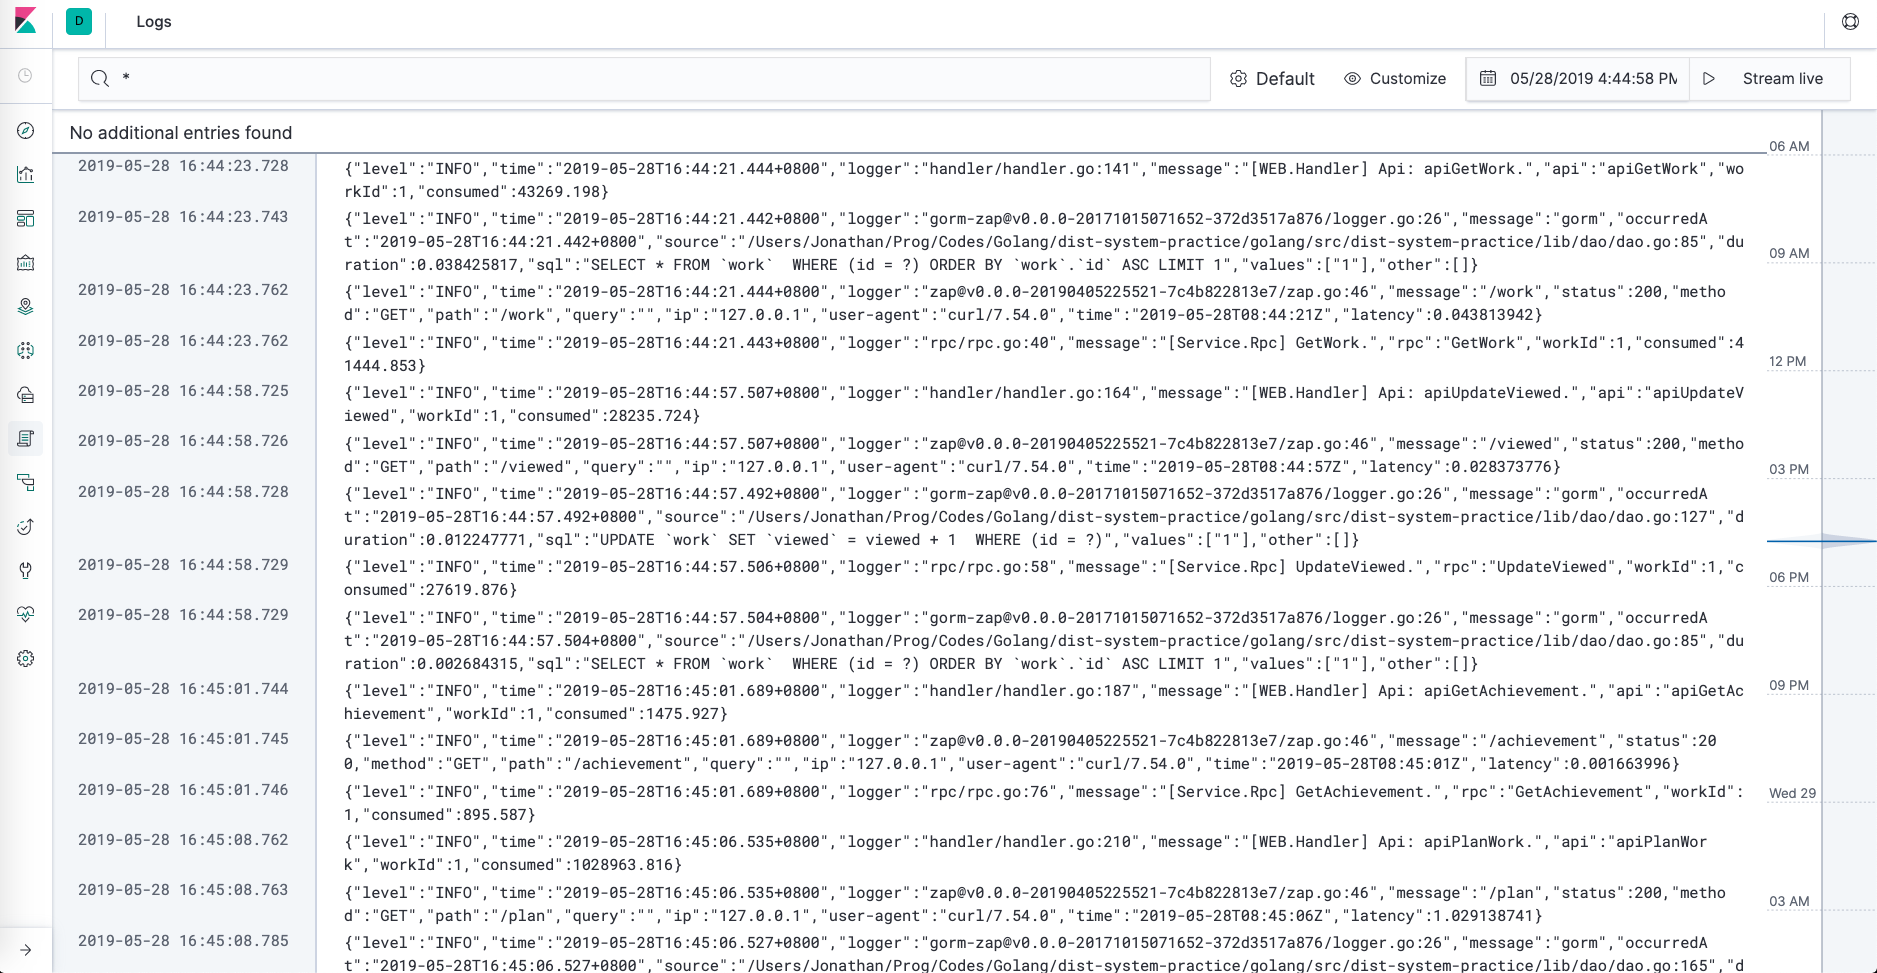 D Logs
* Default Customize 05/28/2019 4:44:58 PM Stream live
No additional entries found
06 AM
2019-05-28 16:44:23.728 {"level":"INFO","time":"2019-05-28T16:44:21.444+0800","logger":"handler/handler.go:141","message":"[WEB.Handler] Api: apiGetWork.","api":"apiGetWork","wo
rkId":1,"consumed":43269.198}
2019-05-28 16:44:23.743 {"level":"INFO","time":"2019-05-28T16:44:21.442+0800","logger":"gorm-zap@v0.0.0-20171015071652-372d3517a876/logger.go:26","message":"gorm","occurredA
t":"2019-05-28T16:44:21.442+0800","source":"/Users/Jonathan/Prog/Codes/Golang/dist-system-practice/golang/src/dist-system-practice/lib/dao/dao.go:85","du
09 AM
ration":0.038425817,"sql":"SELECT * FROM `work`  WHERE (id = ?) ORDER BY `work`.`id` ASC LIMIT 1","values":["1"],"other":[]}
2019-05-28 16:44:23.762 {"level":"INFO","time":"2019-05-28T16:44:21.444+0800","logger":"zap@v0.0.0-20190405225521-7c4b822813e7/zap.go:46","message":"/work","status":200,"metho
d":"GET","path":"/work","query":"","ip":"127.0.0.1","user-agent":"curl/7.54.0","time":"2019-05-28T08:44:21Z","latency":0.043813942}
2019-05-28 16:44:23.762 {"level":"INFO","time":"2019-05-28T16:44:21.443+0800","logger":"rpc/rpc.go:40","message":"[Service.Rpc] GetWork.","rpc":"GetWork","workId":1,"consumed":4
1444.853}
12 PM
2019-05-28 16:44:58.725 {"level":"INFO","time":"2019-05-28T16:44:57.507+0800","logger":"handler/handler.go:164","message":"[WEB.Handler] Api: apiUpdateViewed.","api":"apiUpdateV
iewed","workId":1,"consumed":28235.724}
2019-05-28 16:44:58.726 {"level":"INFO","time":"2019-05-28T16:44:57.507+0800","logger":"zap@v0.0.0-20190405225521-7c4b822813e7/zap.go:46","message":"/viewed","status":200,"metho
d":"GET","path":"/viewed","query":"","ip":"127.0.0.1","user-agent":"curl/7.54.0","time":"2019-05-28T08:44:57Z","latency":0.028373776}
03 PM
2019-05-28 16:44:58.728 {"level":"INFO","time":"2019-05-28T16:44:57.492+0800","logger":"gorm-zap@v0.0.0-20171015071652-372d3517a876/logger.go:26","message":"gorm","occurredA
t":"2019-05-28T16:44:57.492+0800","source":"/Users/Jonathan/Prog/Codes/Golang/dist-system-practice/golang/src/dist-system-practice/lib/dao/dao.go:127","d
uration":0.012247771,"sql":"UPDATE `work` SET `viewed` = viewed + 1  WHERE (id = ?)","values":["1"],"other":[]}
2019-05-28 16:44:58.729 {"level":"INFO","time":"2019-05-28T16:44:57.506+0800","logger":"rpc/rpc.go:58","message":"[Service.Rpc] UpdateViewed.","rpc":"UpdateViewed","workId":1,"c
06 PM
onsumed":27619.876}
2019-05-28 16:44:58.729 {"level":"INFO","time":"2019-05-28T16:44:57.504+0800","logger":"gorm-zap@v0.0.0-20171015071652-372d3517a876/logger.go:26","message":"gorm","occurredA
t":"2019-05-28T16:44:57.504+0800","source":"/Users/Jonathan/Prog/Codes/Golang/dist-system-practice/golang/src/dist-system-practice/lib/dao/dao.go:85","du
ration":0.002684315,"sql":"SELECT * FROM `work`  WHERE (id = ?) ORDER BY `work`.`id` ASC LIMIT 1","values":["1"],"other":[]}
09 PM
2019-05-28 16:45:01.744 {"level":"INFO","time":"2019-05-28T16:45:01.689+0800","logger":"handler/handler.go:187","message":"[WEB.Handler] Api: apiGetAchievement.","api":"apiGetAc
hievement","workId":1,"consumed":1475.927}
2019-05-28 16:45:01.745 {"level":"INFO","time":"2019-05-28T16:45:01.689+0800","logger":"zap@v0.0.0-20190405225521-7c4b822813e7/zap.go:46","message":"/achievement","status":20
0,"method":"GET","path":"/achievement","query":"","ip":"127.0.0.1","user-agent":"curl/7.54.0","time":"2019-05-28T08:45:01Z","latency":0.001663996}
2019-05-28 16:45:01.746 {"level":"INFO","time":"2019-05-28T16:45:01.689+0800","logger":"rpc/rpc.go:76","message":"[Service.Rpc] GetAchievement.","rpc":"GetAchievement","workId":
Wed 29
1,"consumed":895.587}
2019-05-28 16:45:08.762 {"level":"INFO","time":"2019-05-28T16:45:06.535+0800","logger":"handler/handler.go:210","message":"[WEB.Handler] Api: apiPlanWork.","api":"apiPlanWor
k","workId":1,"consumed":1028963.816}
2019-05-28 16:45:08.763 {"level":"INFO","time":"2019-05-28T16:45:06.535+0800","logger":"zap@v0.0.0-20190405225521-7c4b822813e7/zap.go:46","message":"/plan","status":200,"metho
03 AM
d":"GET","path":"/plan","query":"","ip":"127.0.0.1","user-agent":"curl/7.54.0","time":"2019-05-28T08:45:06Z","latency":1.029138741}
2019-05-28 16:45:08.785 {"level":"INFO","time":"2019-05-28T16:45:06.527+0800","logger":"gorm-zap@v0.0.0-20171015071652-372d3517a876/logger.go:26","message":"gorm","occurredA
t":"2019-05-28T16:45:06.527+0800","source":"/Users/Jonathan/Prog/Codes/Golang/dist-system-practice/golang/src/dist-system-practice/lib/dao/dao.go:165","d